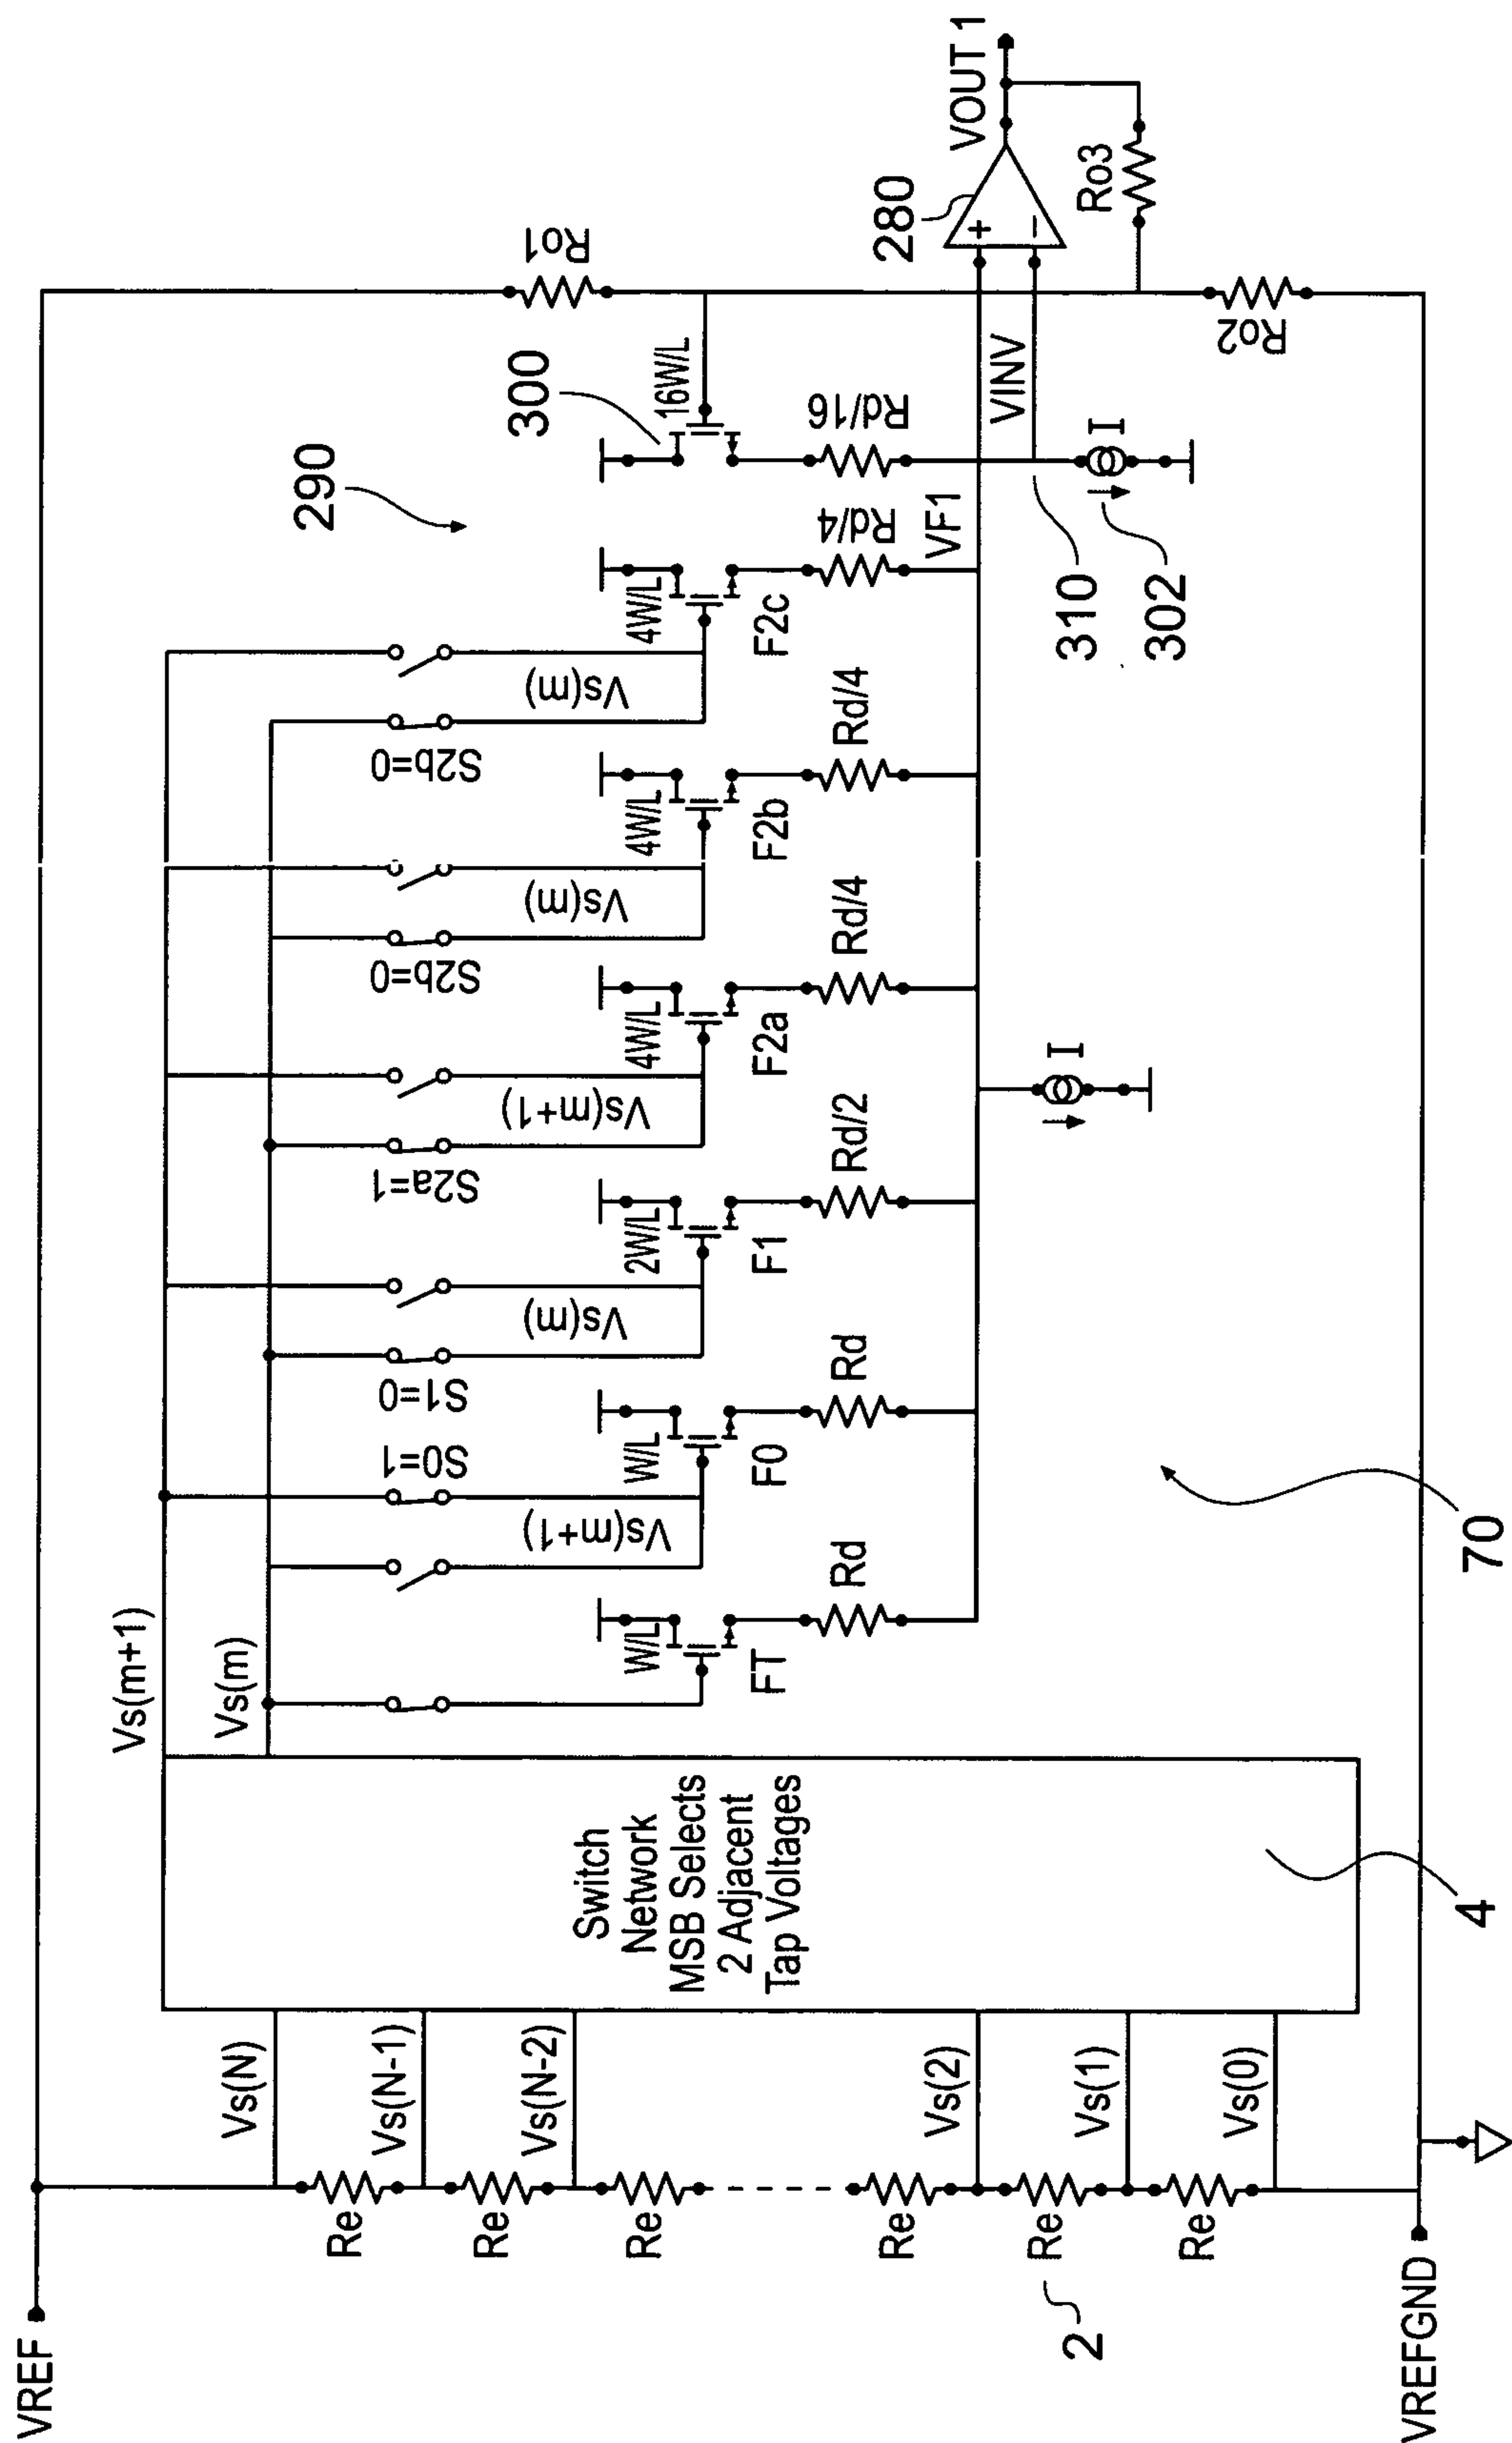 VREF
VREFGND
Re
Re
Re
Re
Re
Re
2
Vs(N)
Vs(N-1)
Vs(N-2)
Vs(2)
Vs(1)
Vs(0)
Switch
Network
MSB Selects
2 Adjacent
Tap Voltages
4
Vs(m+1)
Vs(m)
S0=1
S1=0
S2a=1
S2b=0
S2b=0
Vs(m+1)
Vs(m)
Vs(m+1)
Vs(m)
Vs(m)
W/L
W/L
2W/L
4W/L
4W/L
4W/L
16W/L
FT
F0
F1
F2a
F2b
F2c
Rd
Rd
Rd/2
Rd/4
Rd/4
Rd/4
Rd/16
290
300
VF1
VINV
I
I
310
302
70
Ro1
Ro2
Ro3
280
+
−
VOUT 1